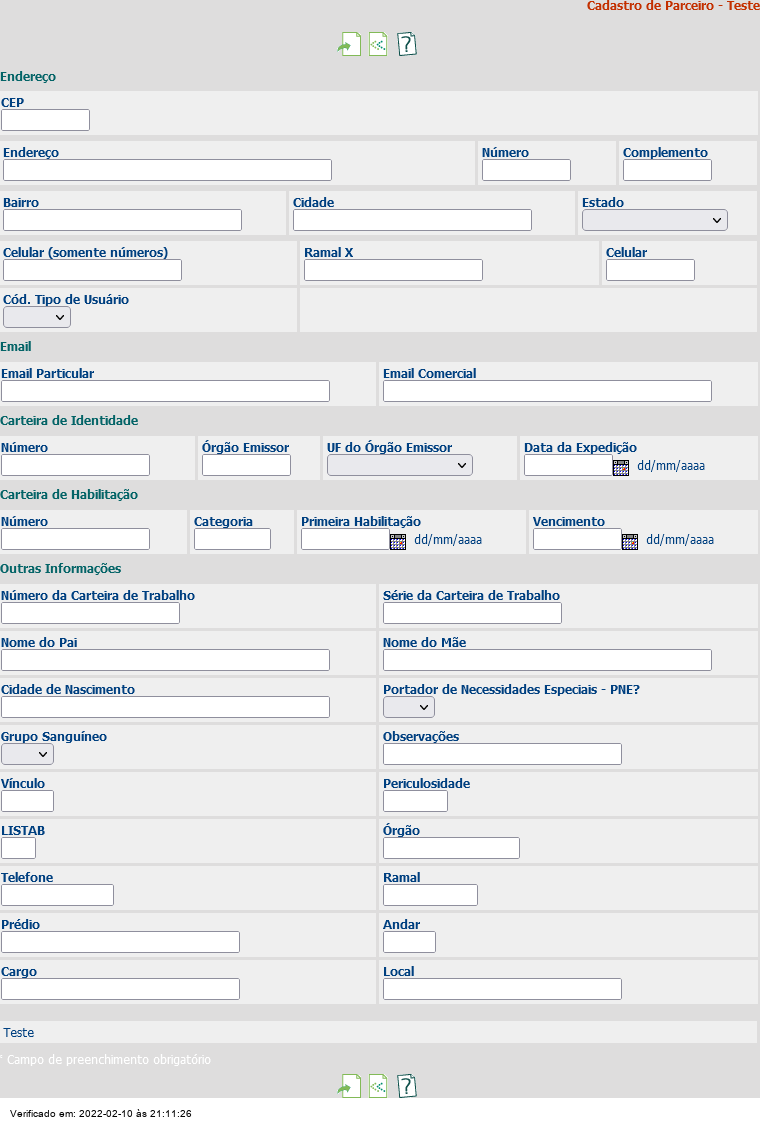 Cadastro de Parceiro - Teste
Endereço
CEP
Endereço Número Complemento
Bairro Cidade Estado
Celular (somente números) Ramal X Celular
Cód. Tipo de Usuário
Email
Email Particular Email Comercial
Carteira de Identidade
Número Órgão Emissor UF do Órgão Emissor Data da Expedição
dd/mm/aaaa
Carteira de Habilitação
Número Categoria Primeira Habilitação Vencimento
dd/mm/aaaa dd/mm/aaaa
Outras Informações
Número da Carteira de Trabalho Série da Carteira de Trabalho
Nome do Pai Nome do Mãe
Cidade de Nascimento Portador de Necessidades Especiais - PNE?
Grupo Sanguíneo Observações
Vínculo Periculosidade
LISTAB Órgão
Telefone Ramal
Prédio Andar
Cargo Local
Teste
* Campo de preenchimento obrigatório
Verificado em: 2022-02-10 às 21:11:26